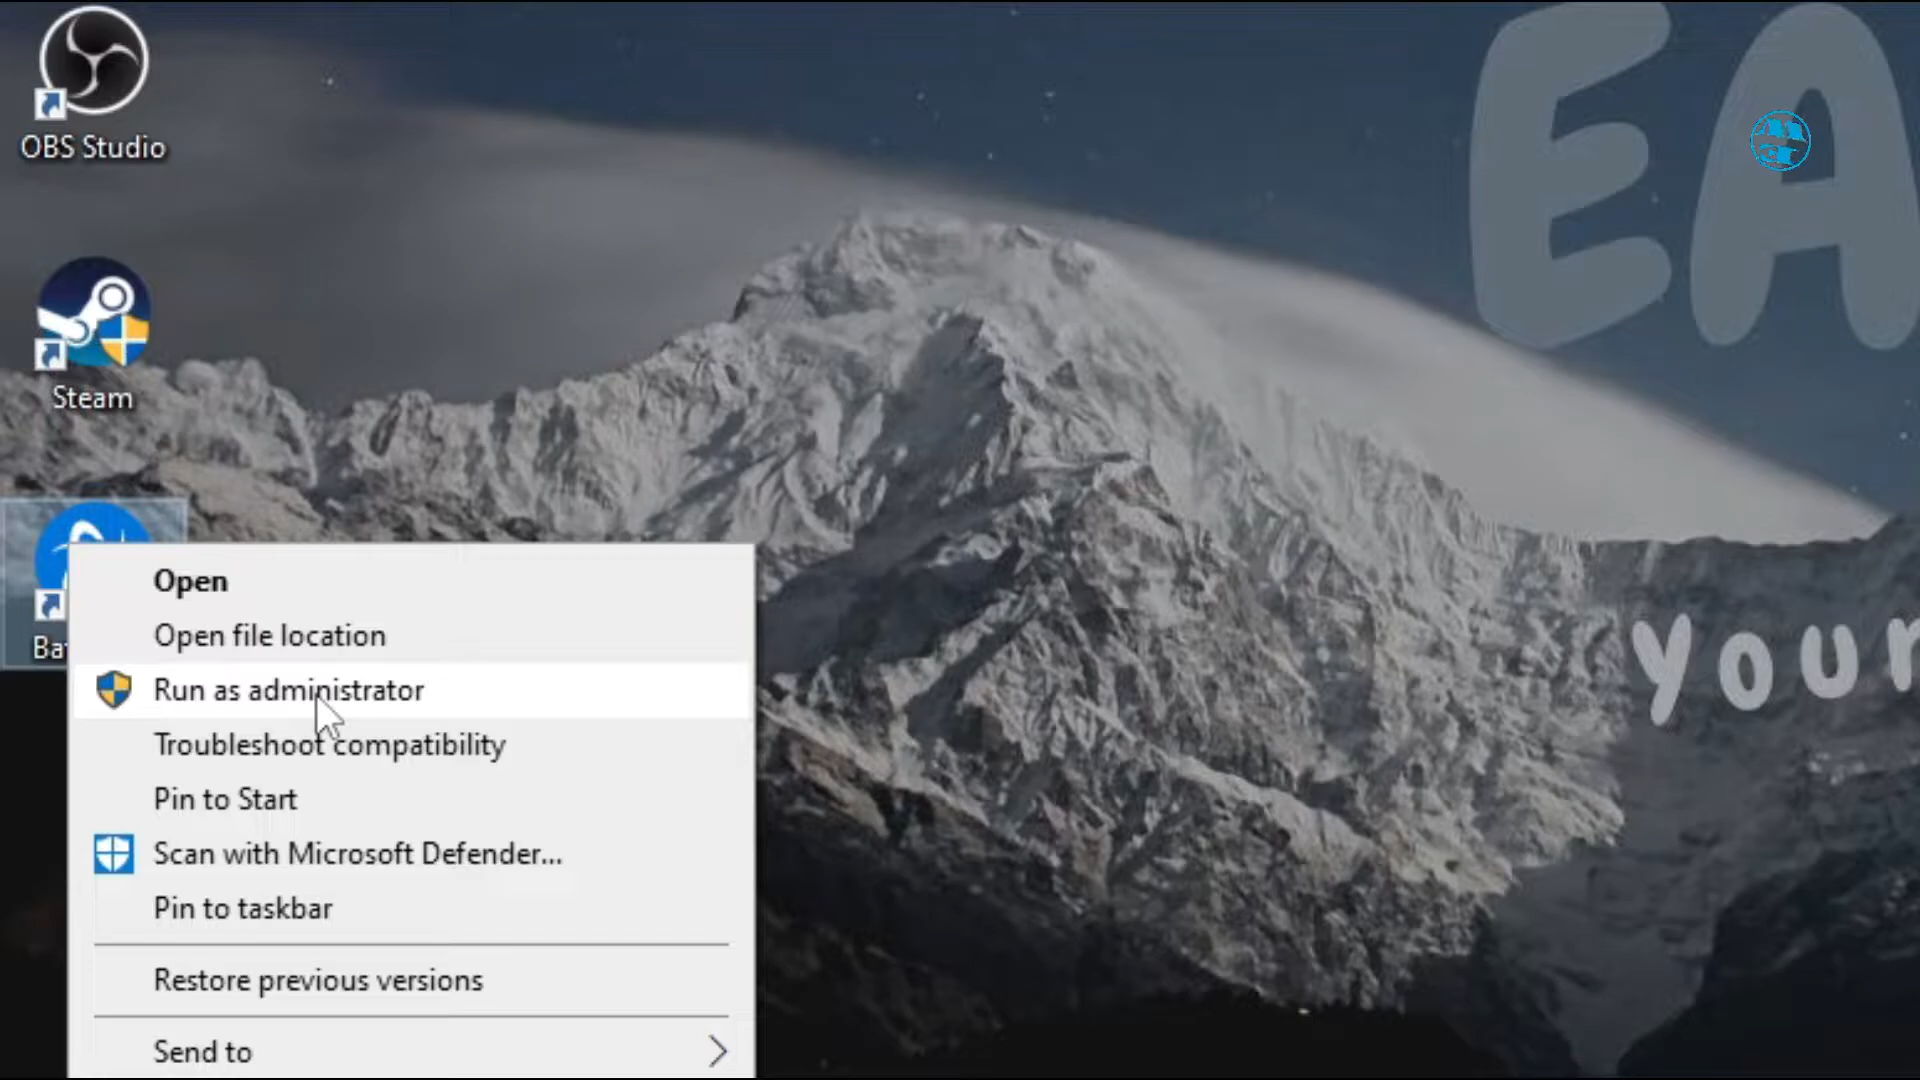 OBS Studio
EA
Steam
your
Open
Open file location
Run as administrator
Troubleshoot compatibility
Pin to Start
Scan with Microsoft Defender...
Pin to taskbar
Restore previous versions
Send to